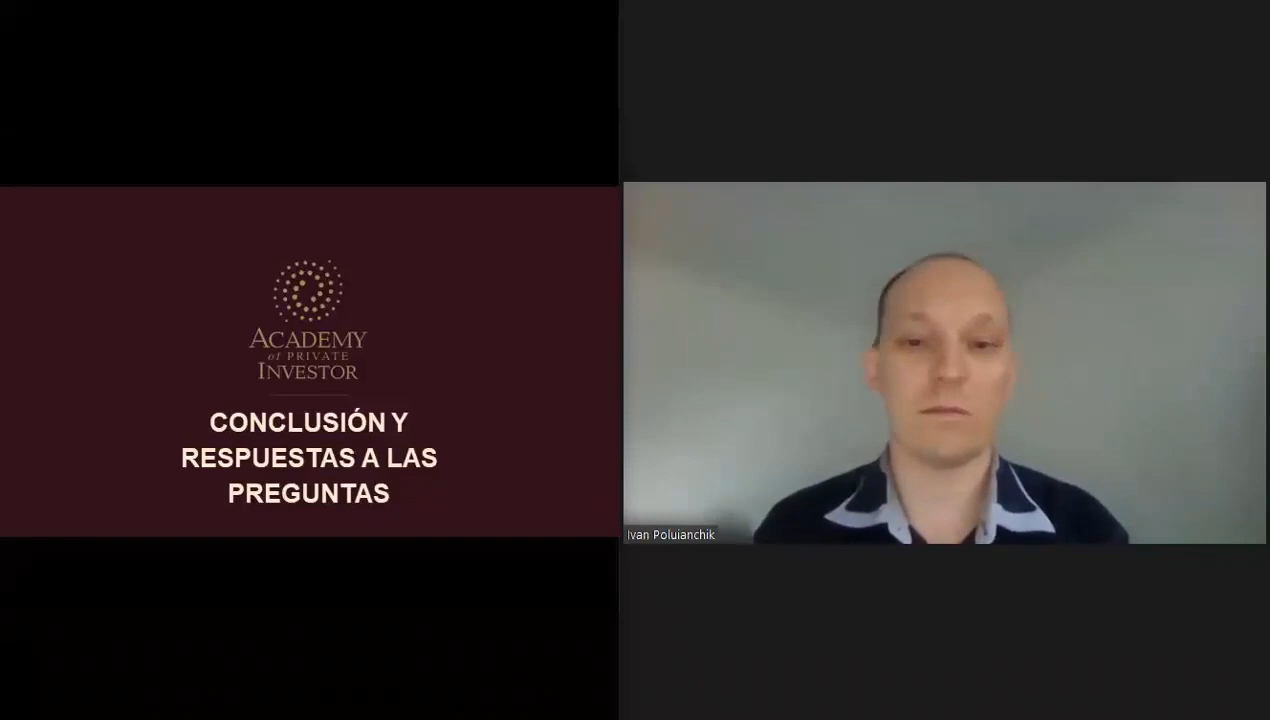 ACADEMY
of PRIVATE
INVESTOR
CONCLUSIÓN Y
RESPUESTAS A LAS
PREGUNTAS
Ivan Poluianchik